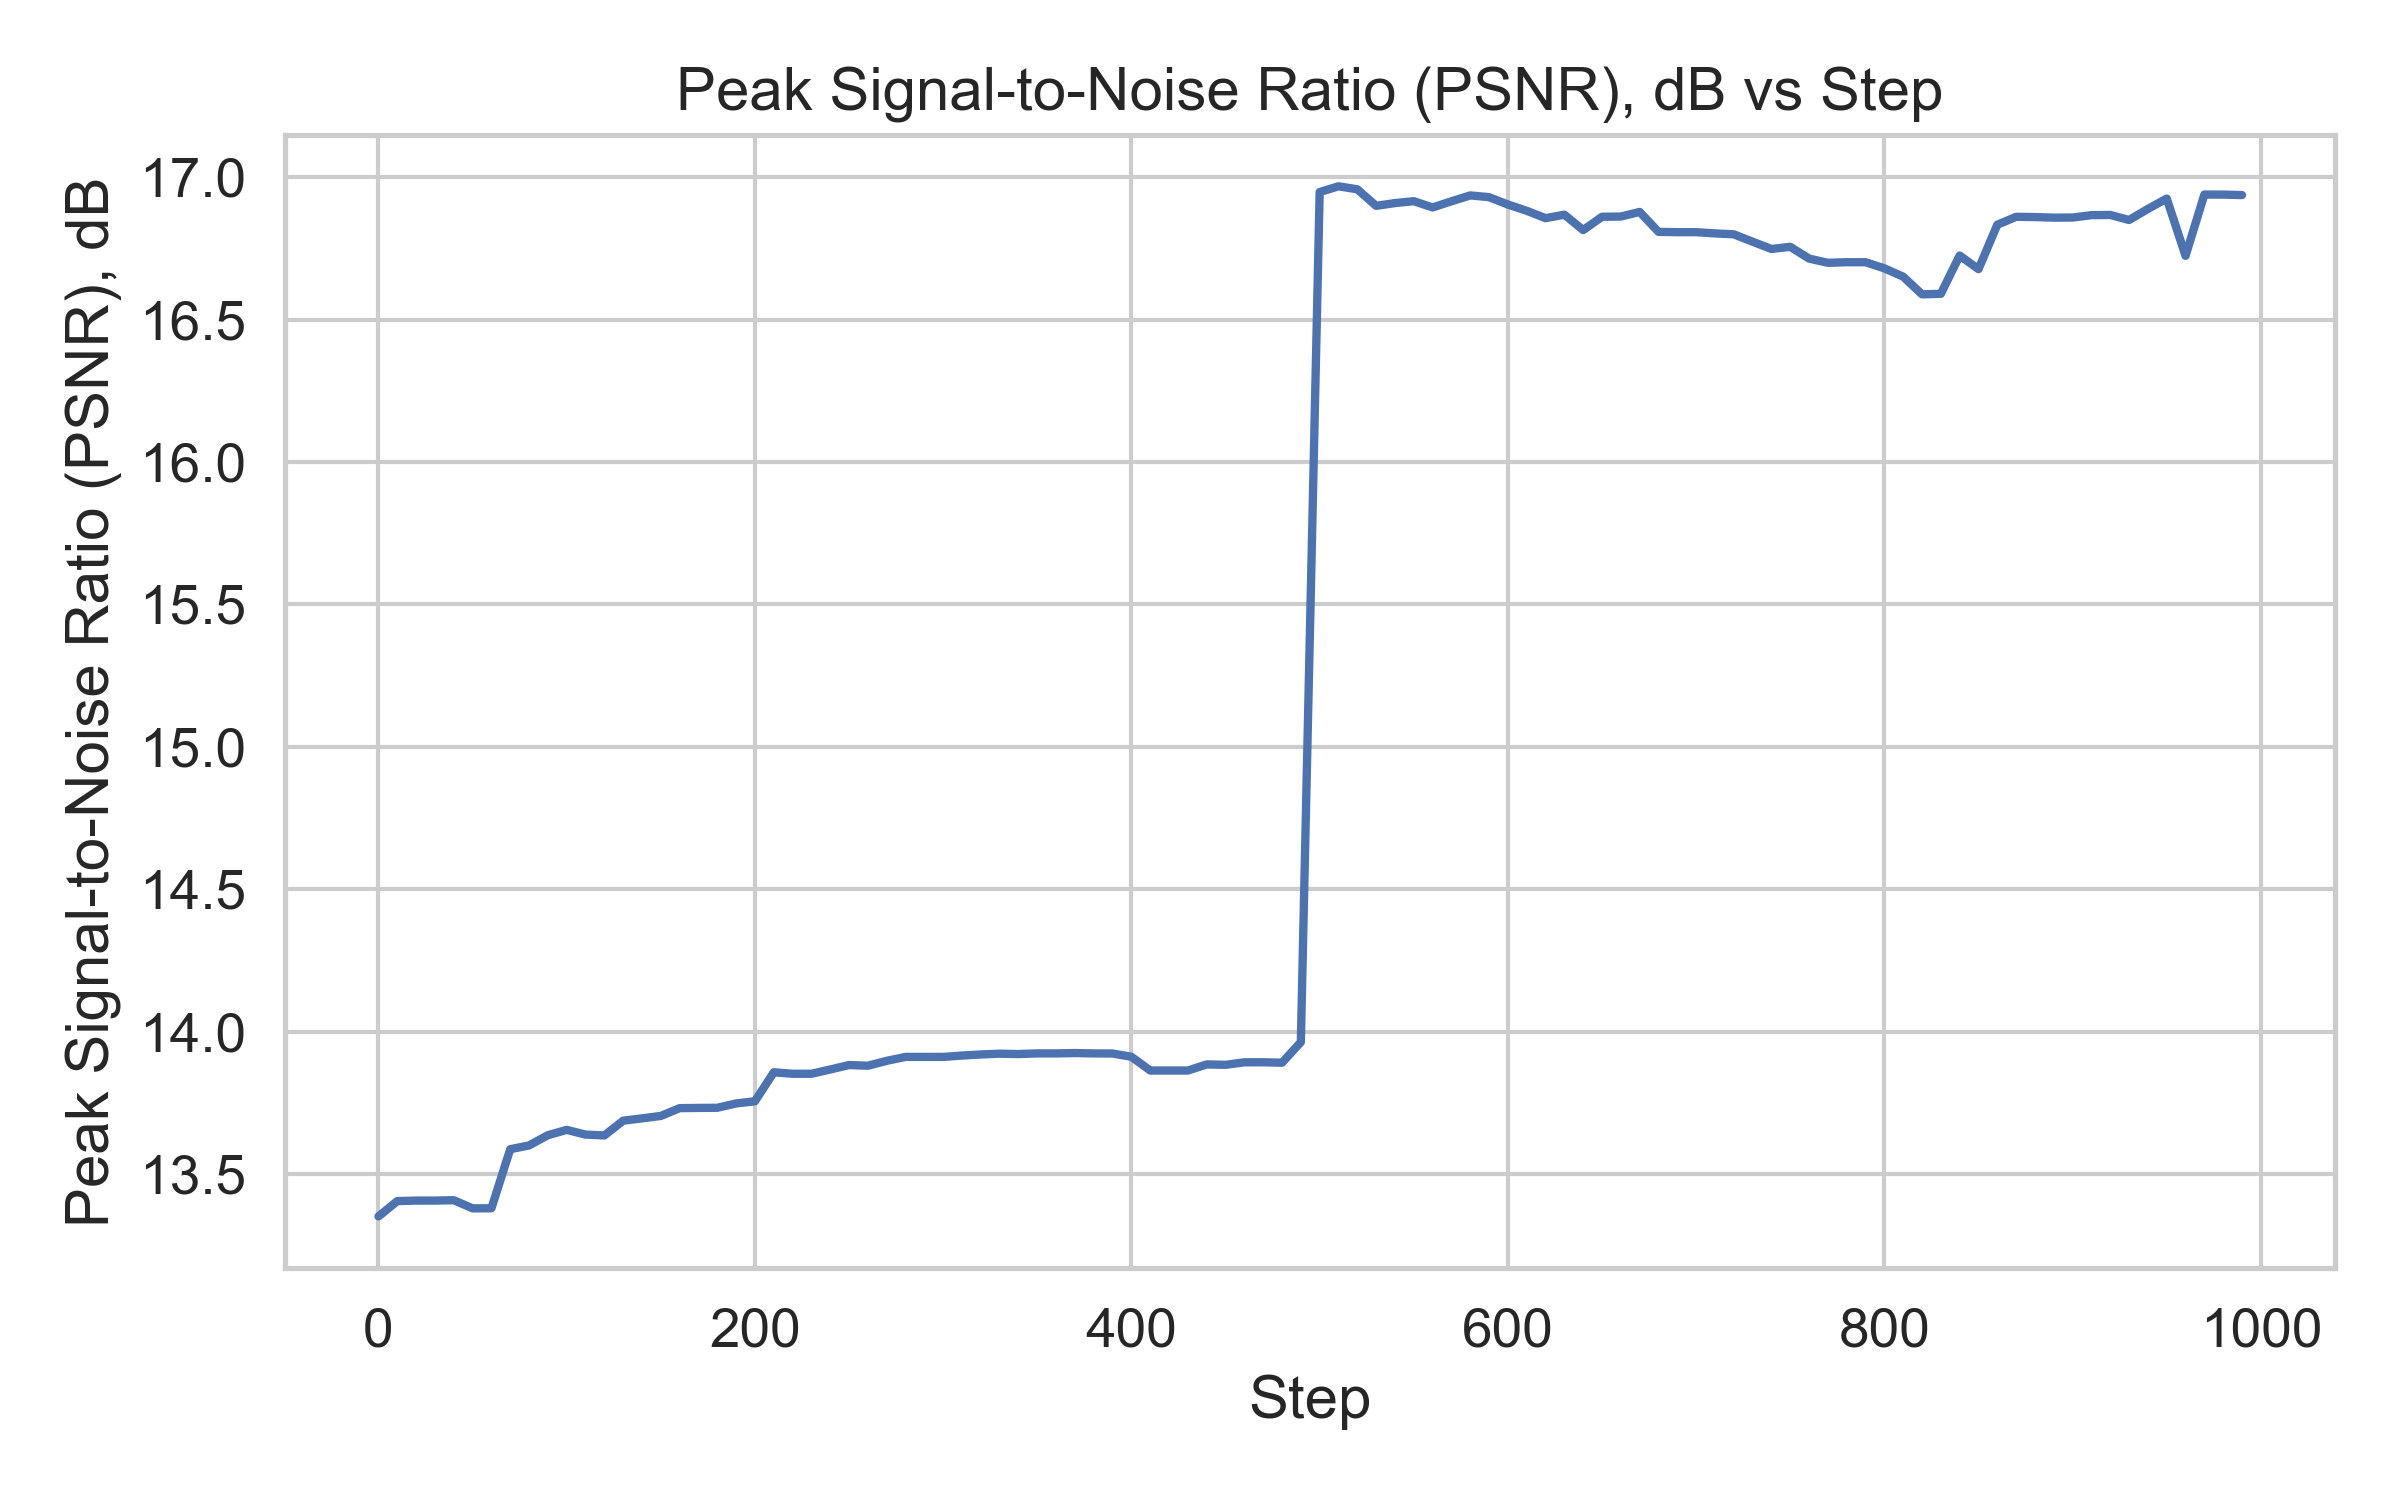 Peak Signal-to-Noise Ratio (PSNR), dB vs Step
Peak Signal-to-Noise Ratio (PSNR), dB
17.0
16.5
16.0
15.5
15.0
14.5
14.0
13.5
0 200 400 600 800 1000
Step